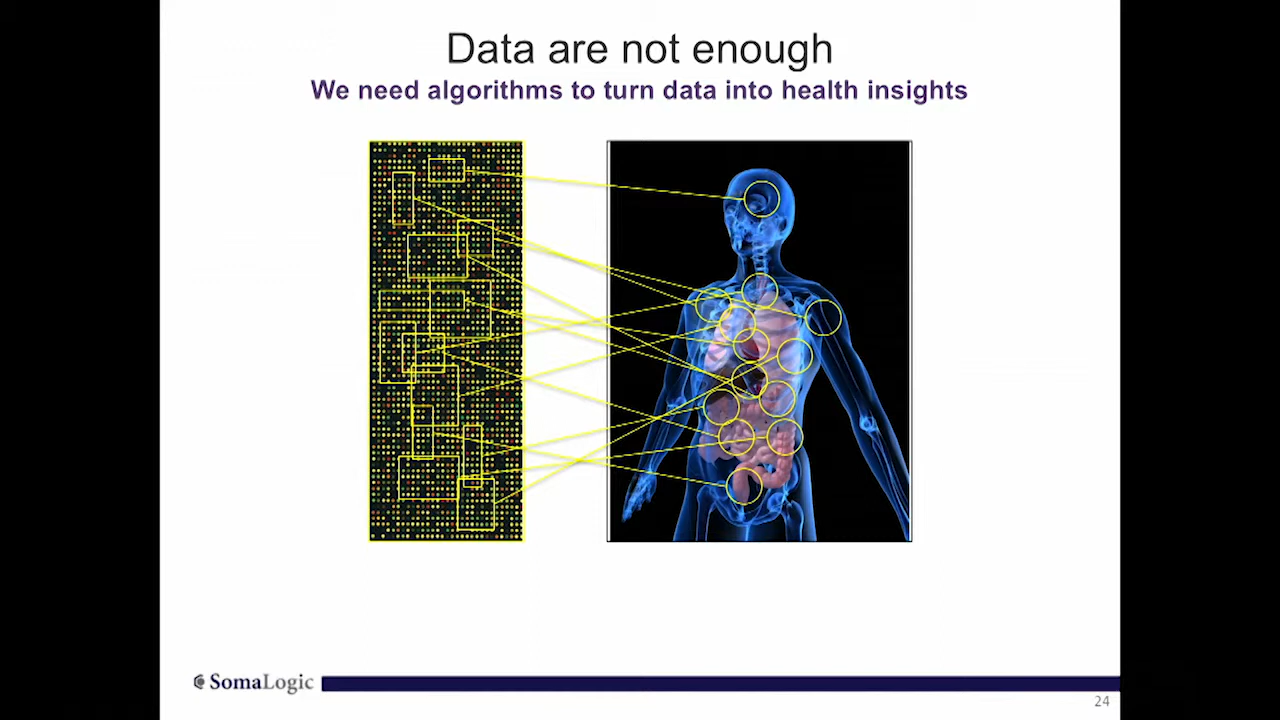 Data are not enough
We need algorithms to turn data into health insights
SomaLogic
24